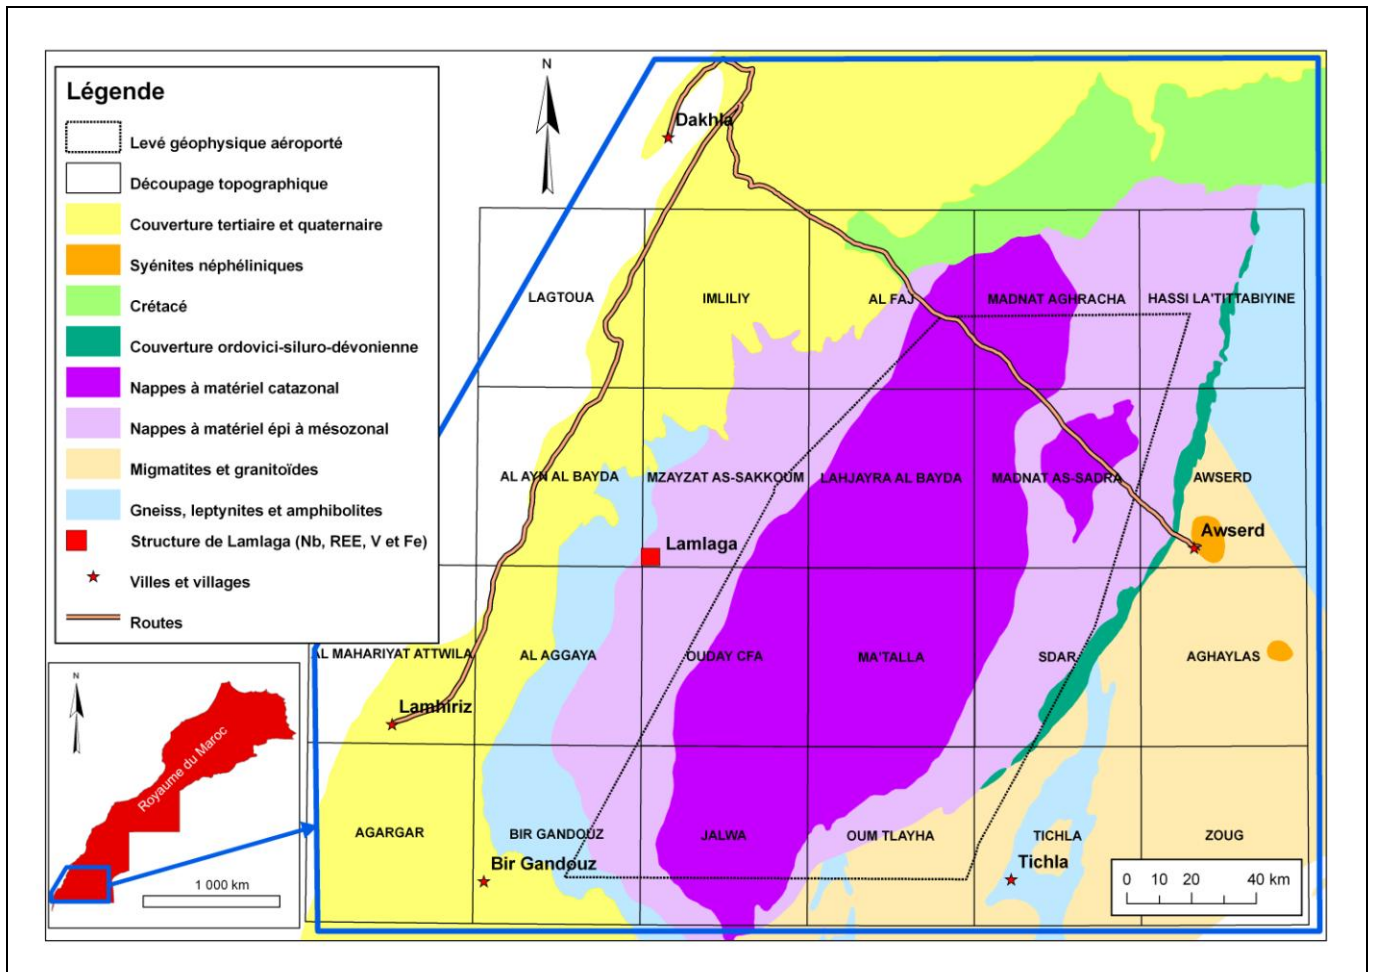 Légende
Levé géophysique aéroporté
Découpage topographique
Couverture tertiaire et quaternaire
Syénites néphéliniques
Crétacé
Couverture ordovici-siluro-dévonienne
Nappes à matériel catazonal
Nappes à matériel épi à mésozonal
Migmatites et granitoïdes
Gneiss, leptynites et amphibolites
Structure de Lamlaga (Nb, REE, V et Fe)
Villes et villages
Routes
N
Dakhla
LAGTOUA
IMLILIY
AL FAJ
MADNAT AGHRACHA
HASSI LA'TITTABIYINE
AL AYN AL BAYDA
MZAYZAT AS-SAKKOUM
LAHJAYRA AL BAYDA
MADNAT AS-SADRA
AWSERD
Awserd
Lamlaga
AL MAHARIYAT ATTWILA
AL AGGAYA
OUDAY CFA
MA'TALLA
SDAR
AGHAYLAS
Lamhiriz
AGARGAR
BIR GANDOUZ
JALWA
OUM TLAYHA
TICHLA
ZOUG
Bir Gandouz
Tichla
0 10 20 40 km
N
Royaume du Maroc
1 000 km